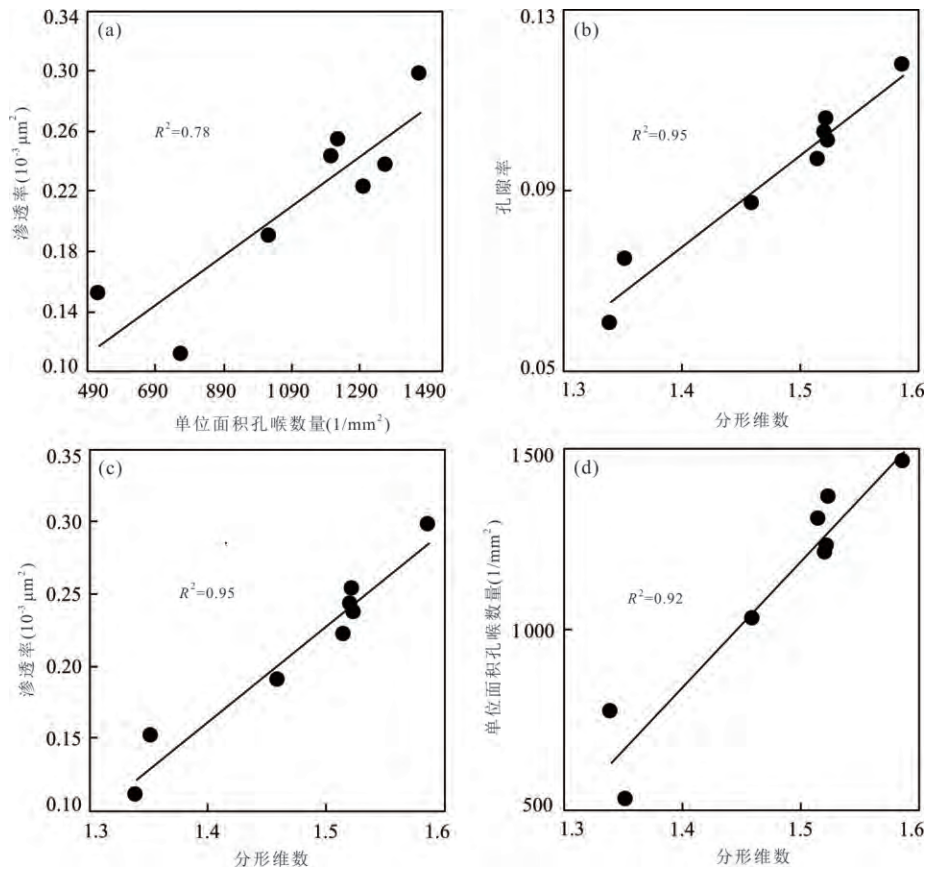 (a)
渗透率(10⁻³ μm²)
0.34
0.30
0.26
0.22
0.18
0.14
0.10
R²=0.78
490 690 890 1 090 1 290 1 490
单位面积孔喉数量(1/mm²)
(b)
孔隙率
0.13
0.09
0.05
R²=0.95
1.3 1.4 1.5 1.6
分形维数
(c)
渗透率(10⁻³ μm²)
0.35
0.30
0.25
0.20
0.15
0.10
R²=0.95
1.3 1.4 1.5 1.6
分形维数
(d)
单位面积孔喉数量(1/mm²)
1 500
1 000
500
R²=0.92
1.3 1.4 1.5 1.6
分形维数